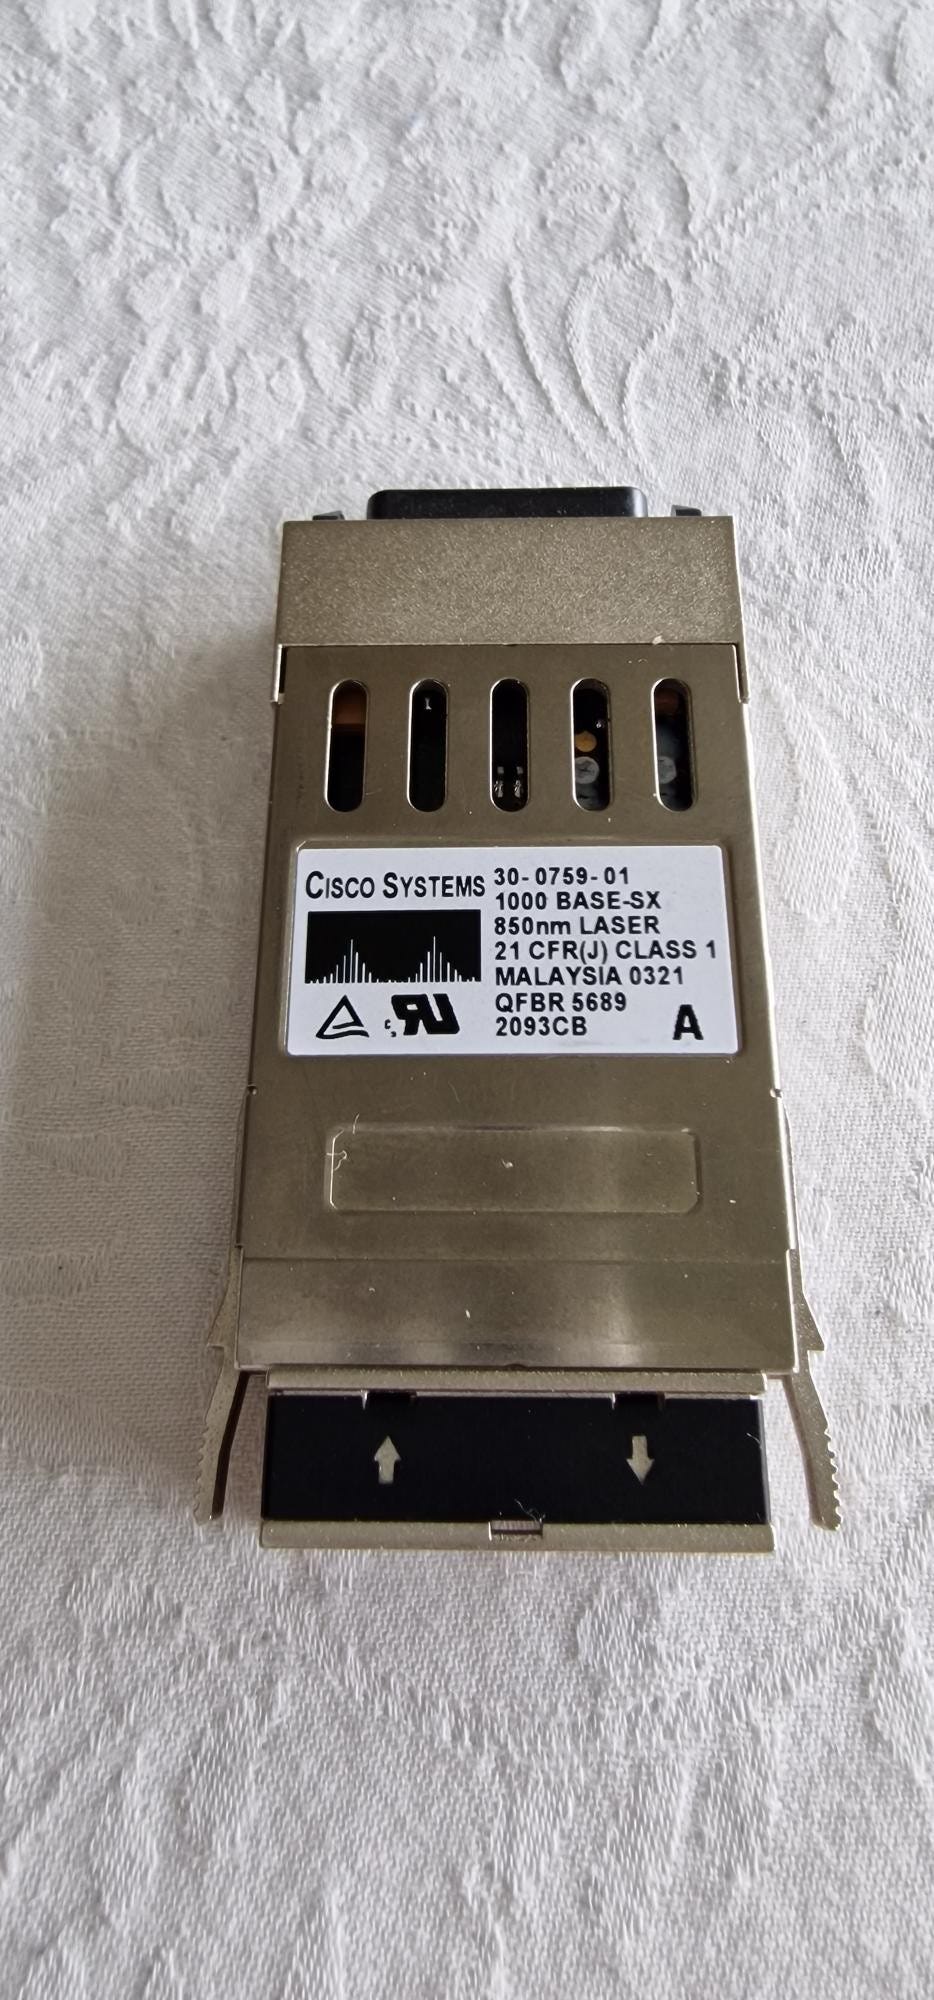 CISCO SYSTEMS
30-0759-01
1000 BASE-SX
850nm LASER
21 CFR(J) CLASS 1
MALAYSIA 0321
QFBR 5689
2093CB
A